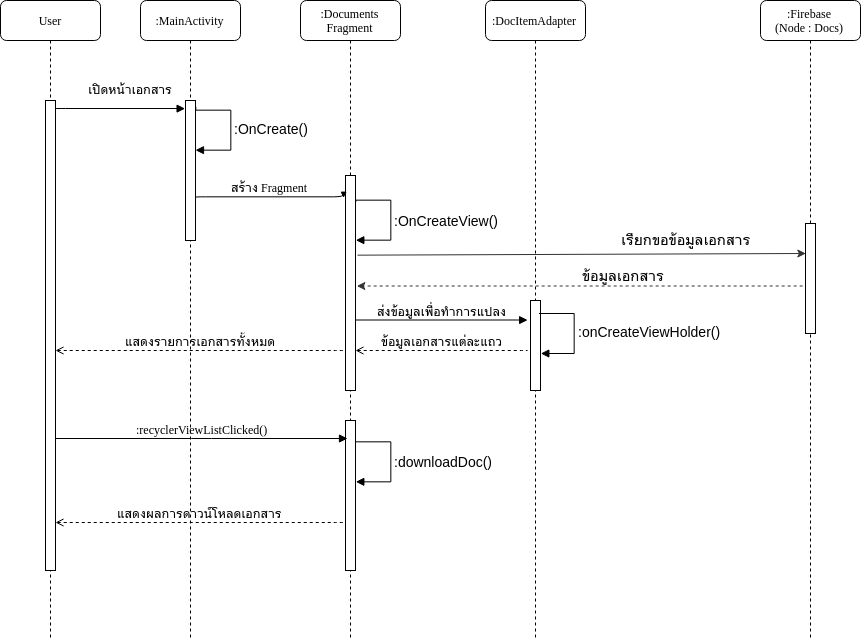 User
:MainActivity
:Documents
Fragment
:DocItemAdapter
:Firebase
(Node : Docs)
เปิดหน้าเอกสาร
:OnCreate()
สร้าง Fragment
:OnCreateView()
เรียกขอข้อมูลเอกสาร
ข้อมูลเอกสาร
ส่งข้อมูลเพื่อทำการแปลง
:onCreateViewHolder()
แสดงรายการเอกสารทั้งหมด
ข้อมูลเอกสารแต่ละแถว
:recyclerViewListClicked()
:downloadDoc()
แสดงผลการดาวน์โหลดเอกสาร